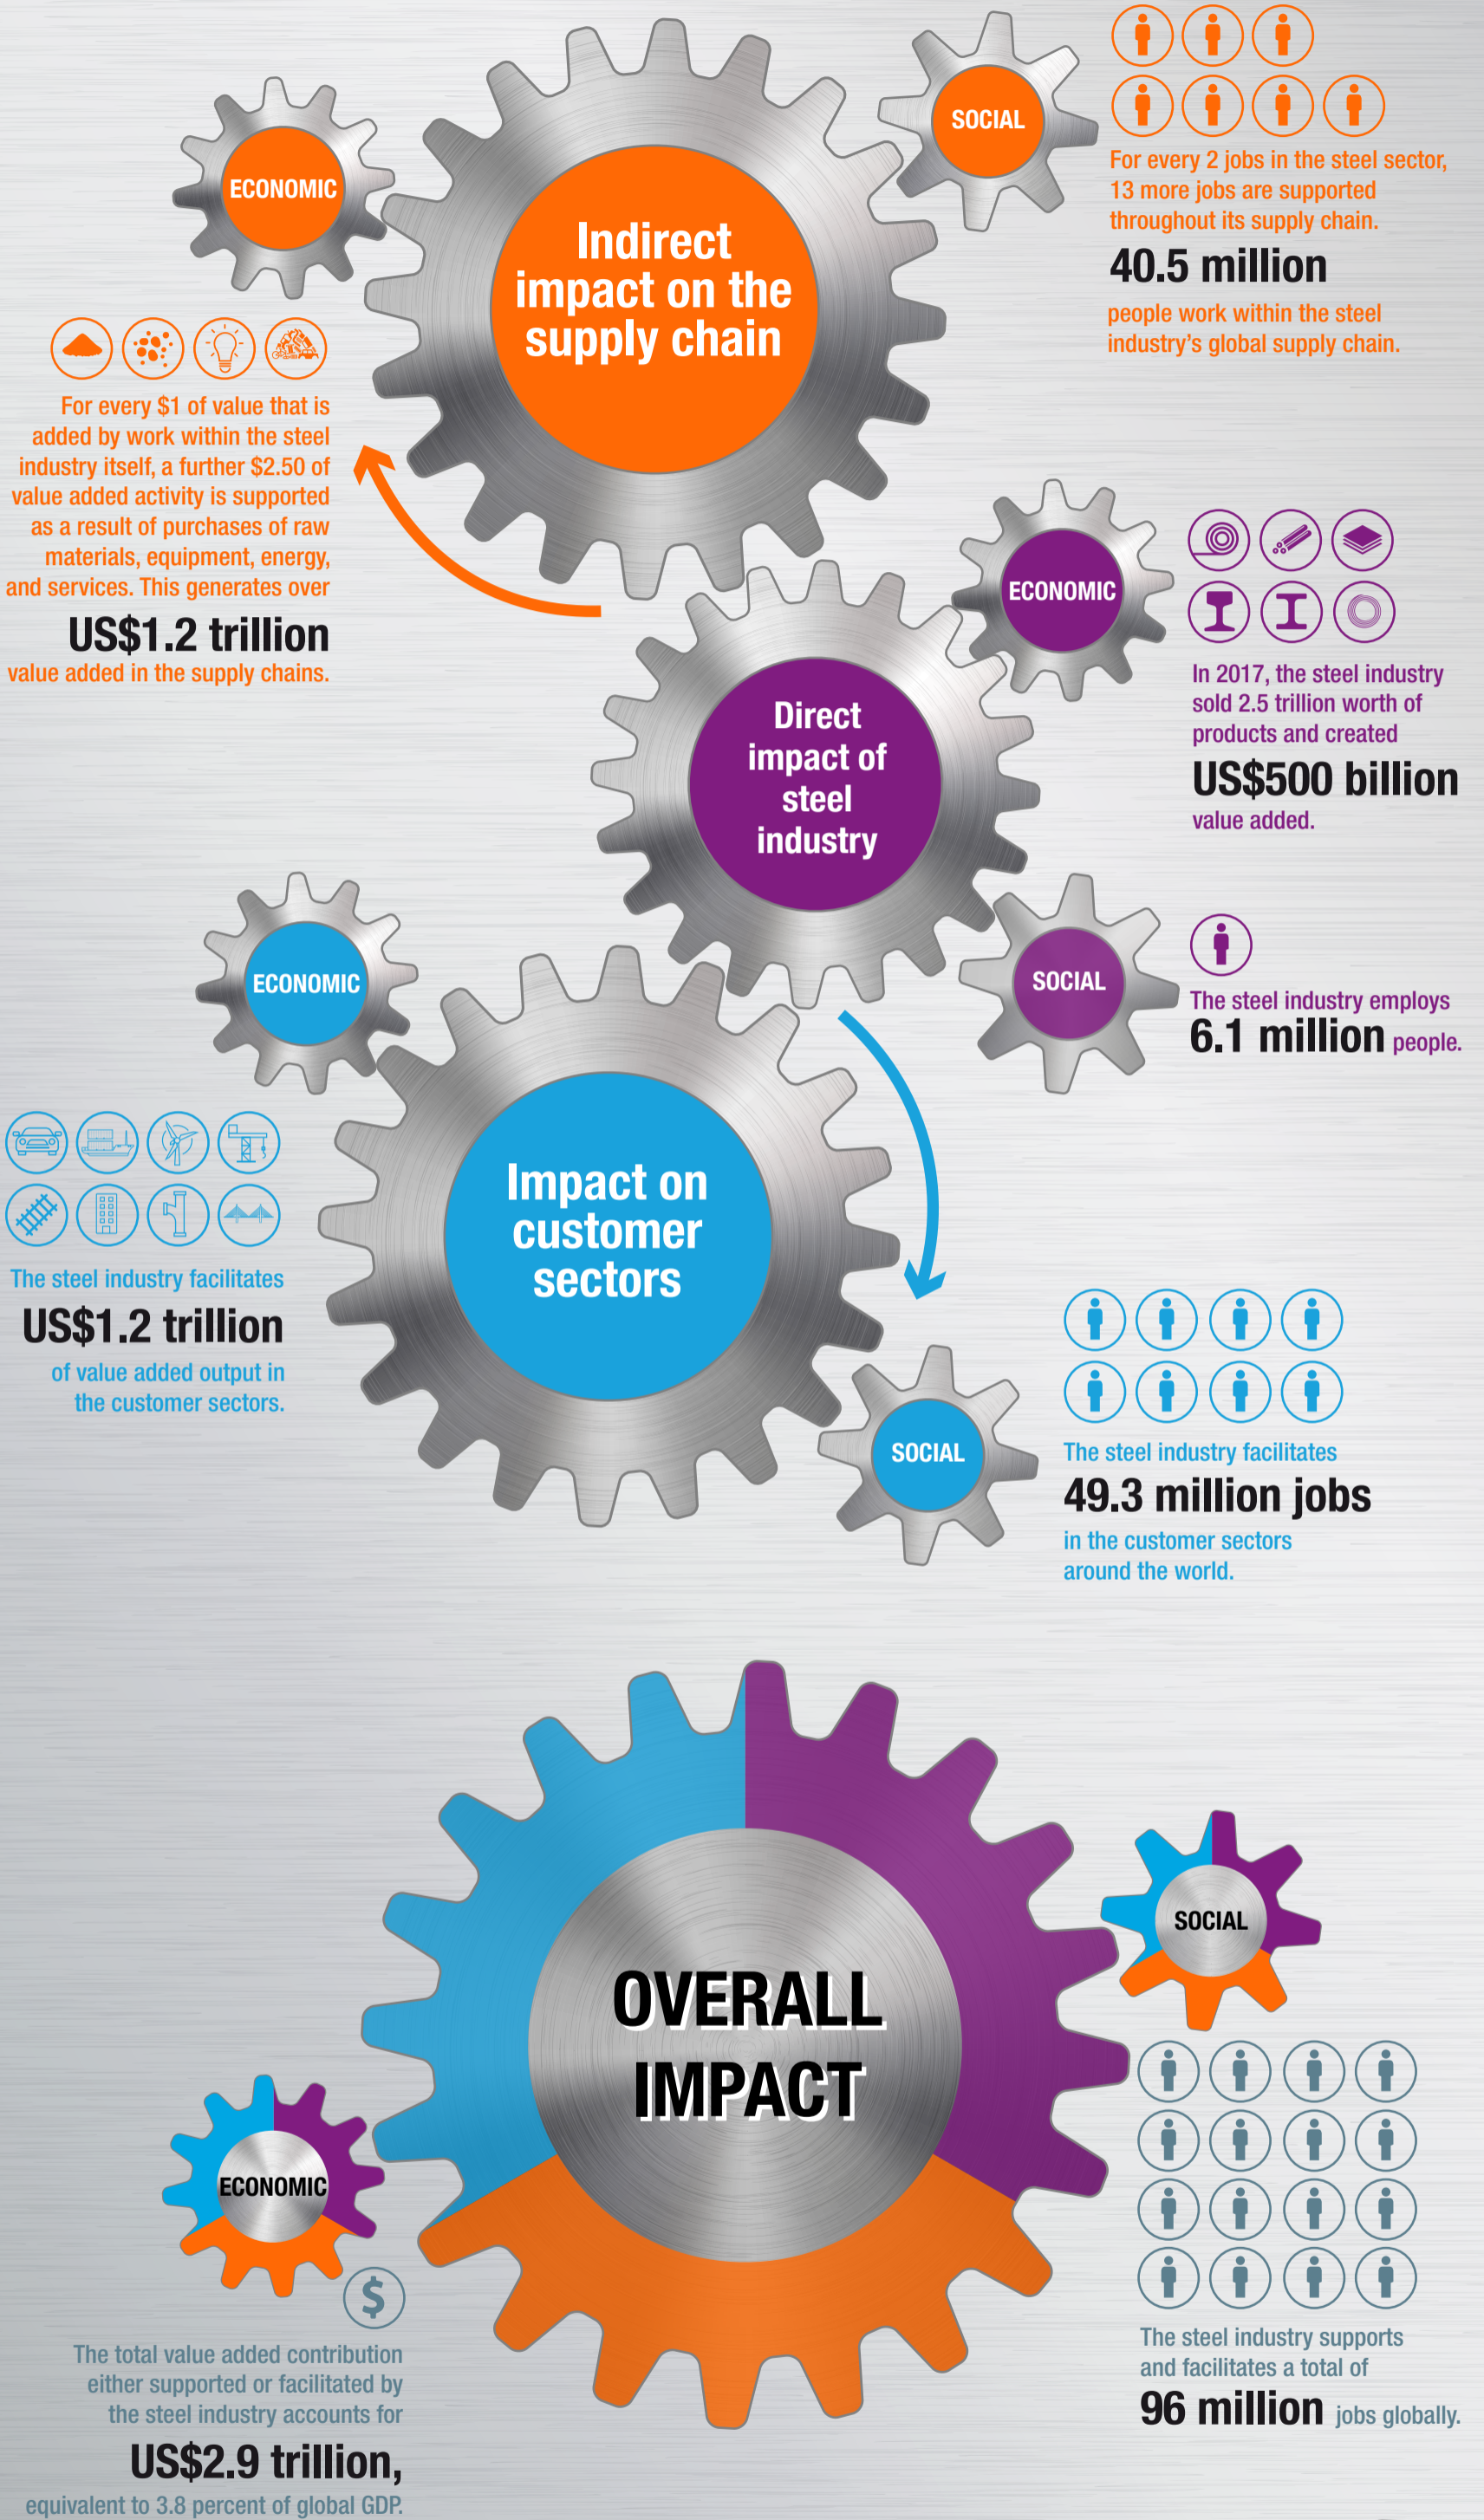 ECONOMIC
Indirect
impact on the
supply chain
SOCIAL
For every 2 jobs in the steel sector,
13 more jobs are supported
throughout its supply chain.
40.5 million
people work within the steel
industry's global supply chain.
For every $1 of value that is
added by work within the steel
industry itself, a further $2.50 of
value added activity is supported
as a result of purchases of raw
materials, equipment, energy,
and services. This generates over
US$1.2 trillion
value added in the supply chains.
Direct
impact of
steel
industry
ECONOMIC
In 2017, the steel industry
sold 2.5 trillion worth of
products and created
US$500 billion
value added.
SOCIAL
The steel industry employs
6.1 million people.
ECONOMIC
Impact on
customer
sectors
The steel industry facilitates
US$1.2 trillion
of value added output in
the customer sectors.
SOCIAL
The steel industry facilitates
49.3 million jobs
in the customer sectors
around the world.
OVERALL
IMPACT
SOCIAL
The steel industry supports
and facilitates a total of
96 million jobs globally.
ECONOMIC
$
The total value added contribution
either supported or facilitated by
the steel industry accounts for
US$2.9 trillion,
equivalent to 3.8 percent of global GDP.